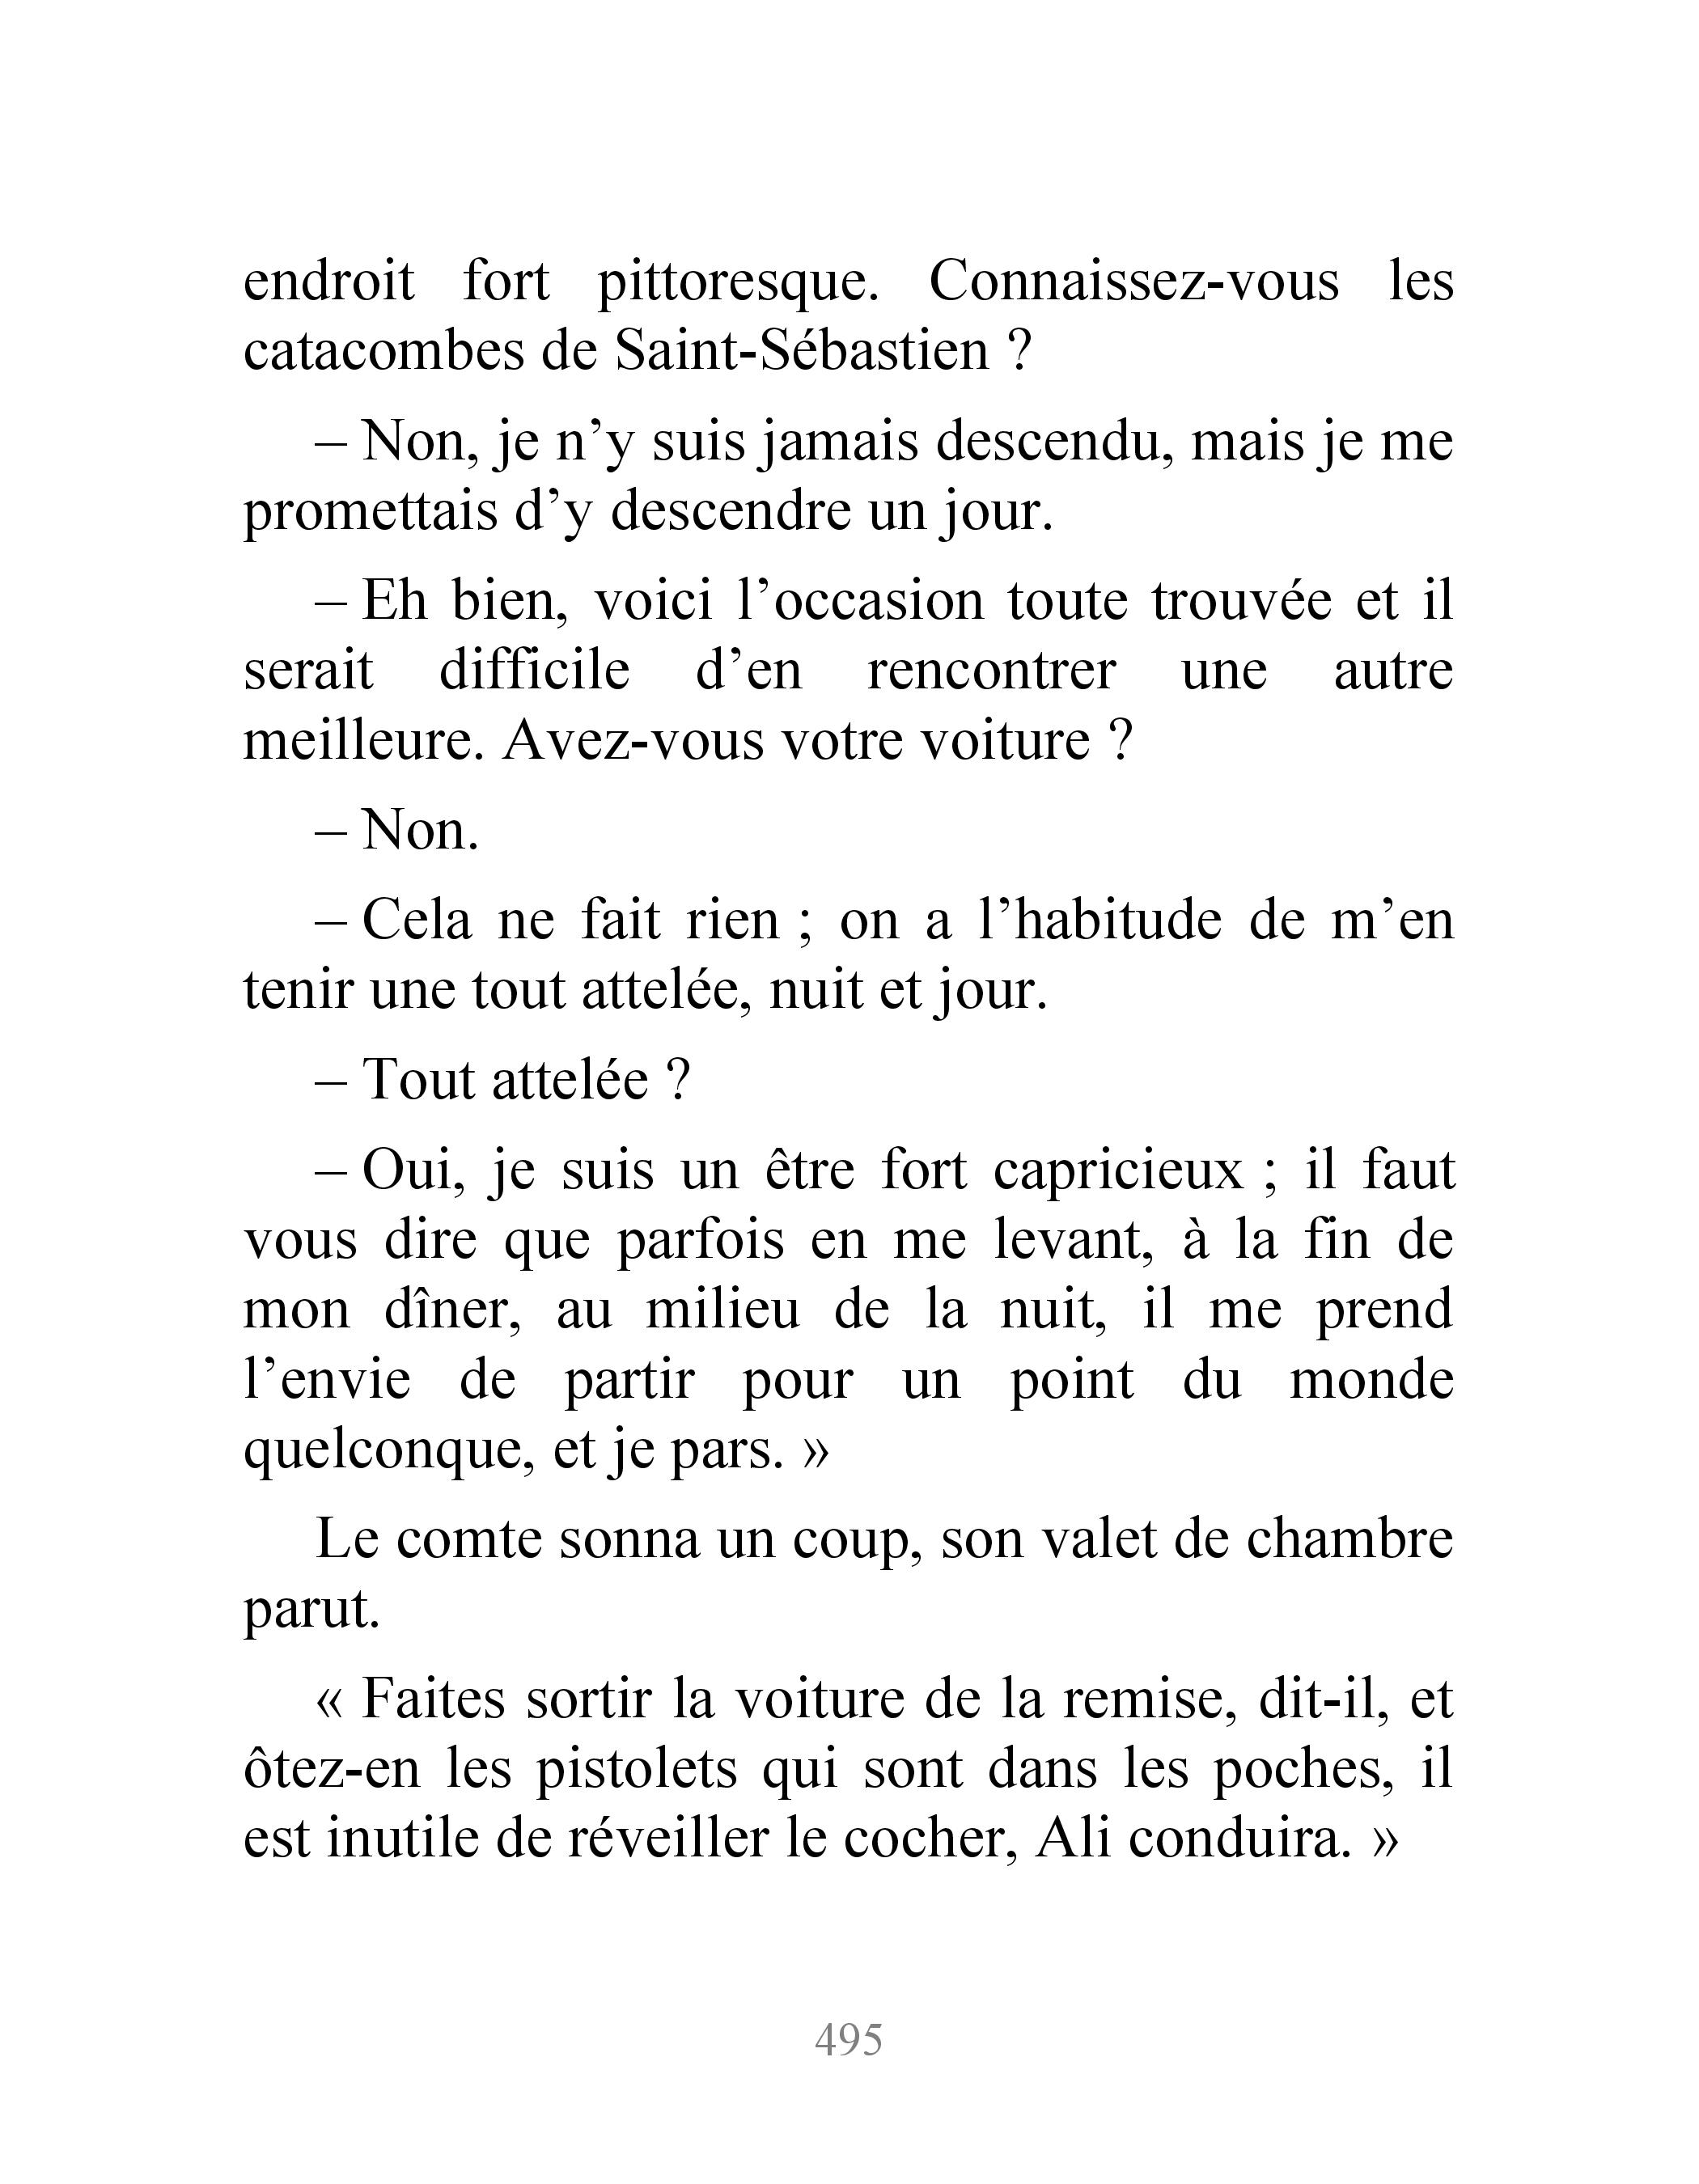 endroit fort pittoresque. Connaissez-vous les
catacombes de Saint-Sébastien ?
– Non, je n’y suis jamais descendu, mais je me
promettais d’y descendre un jour.
– Eh bien, voici l’occasion toute trouvée et il
serait difficile d’en rencontrer une autre
meilleure. Avez-vous votre voiture ?
– Non.
– Cela ne fait rien ; on a l’habitude de m’en
tenir une tout attelée, nuit et jour.
– Tout attelée ?
– Oui, je suis un être fort capricieux ; il faut
vous dire que parfois en me levant, à la fin de
mon dîner, au milieu de la nuit, il me prend
l’envie de partir pour un point du monde
quelconque, et je pars. »
Le comte sonna un coup, son valet de chambre
parut.
« Faites sortir la voiture de la remise, dit-il, et
ôtez-en les pistolets qui sont dans les poches, il
est inutile de réveiller le cocher, Ali conduira. »
495